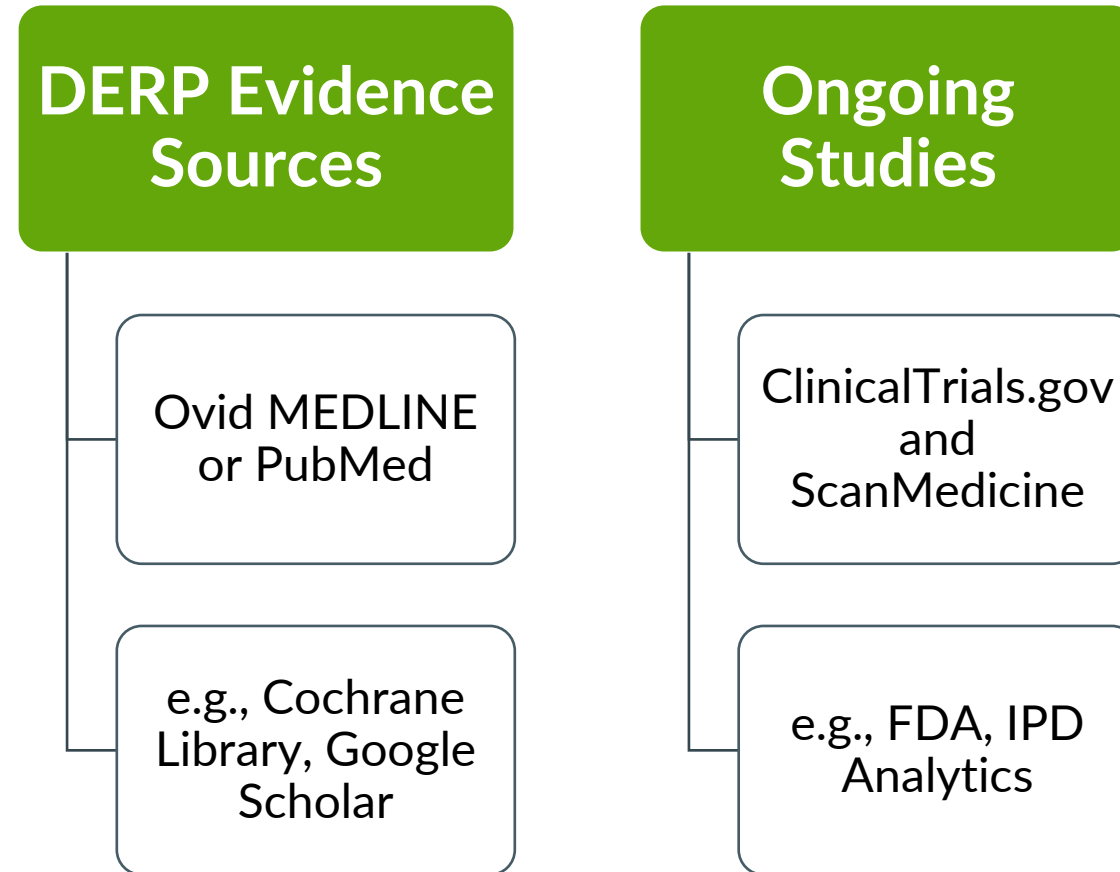 DERP Evidence
Sources
Ovid MEDLINE
or PubMed
e.g., Cochrane
Library, Google
Scholar
Ongoing
Studies
ClinicalTrials.gov
and
ScanMedicine
e.g., FDA, IPD
Analytics